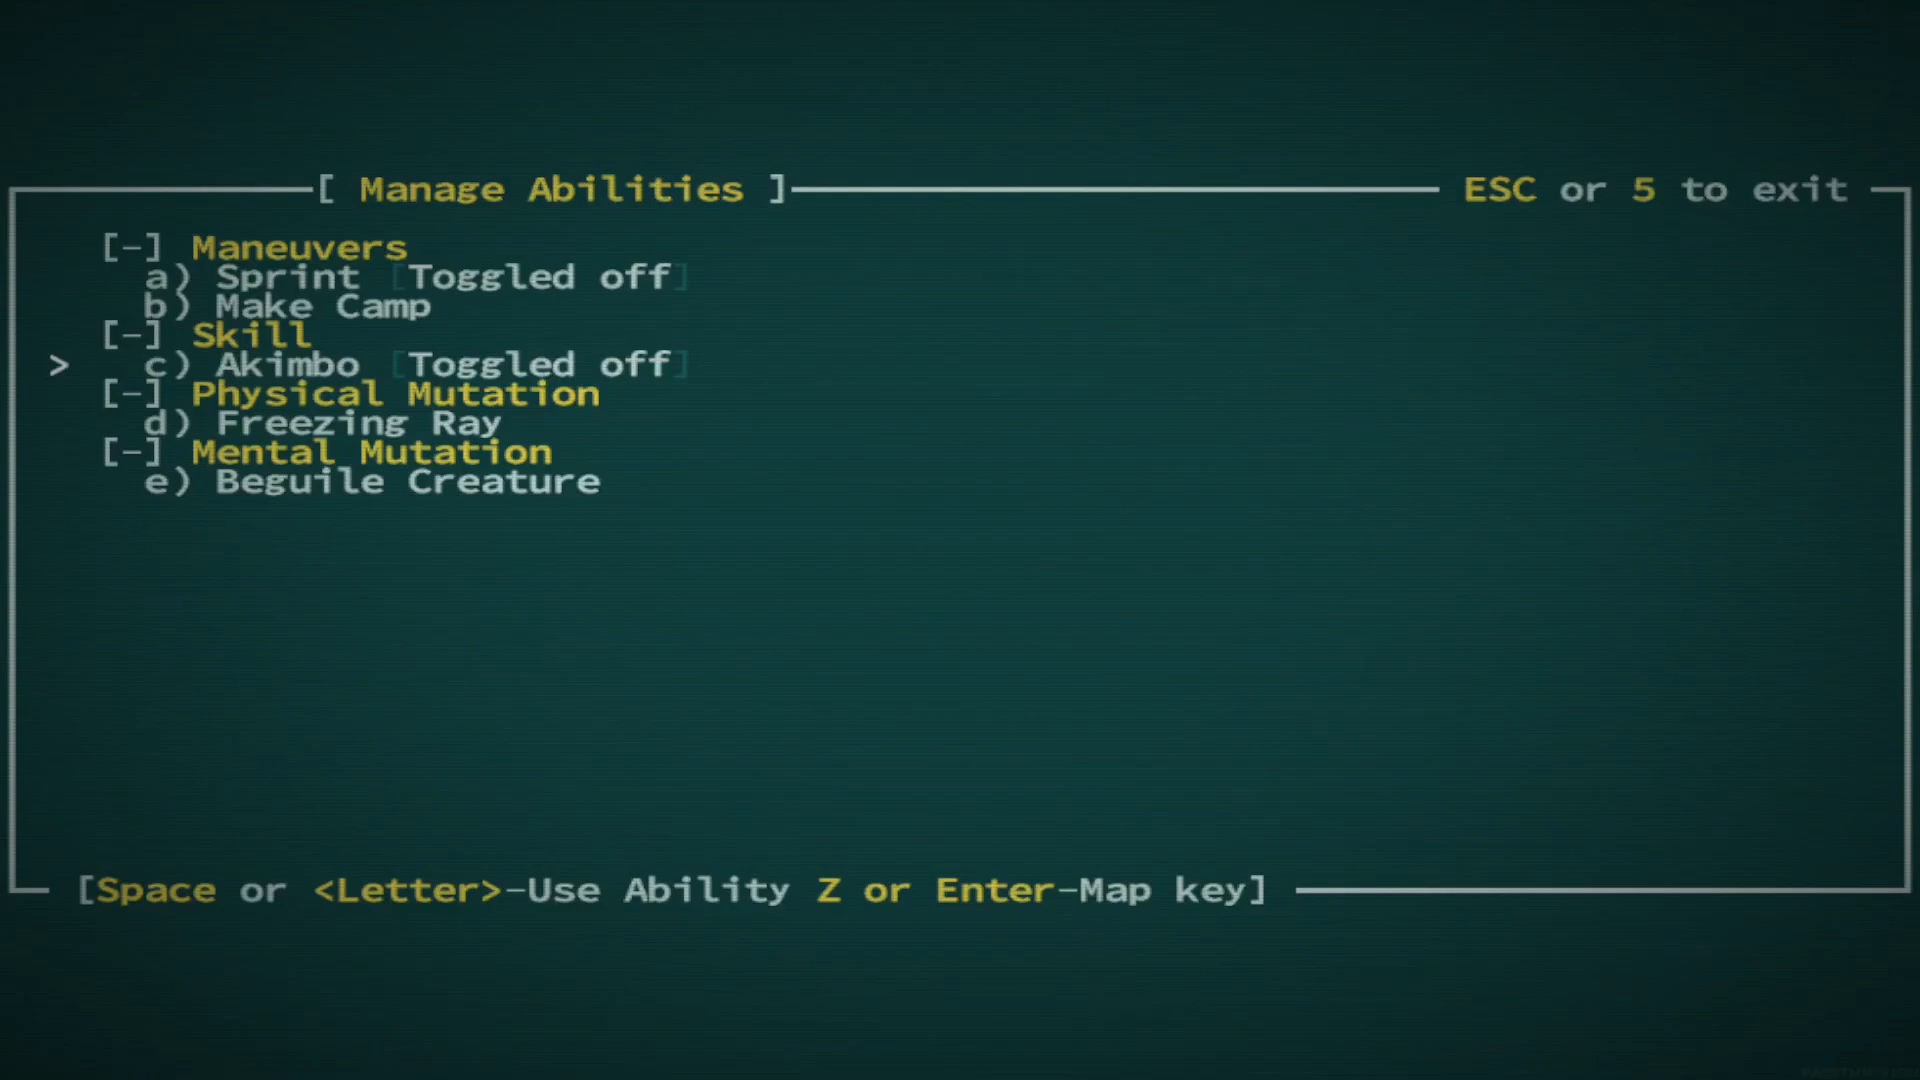 [ Manage Abilities ] ESC or 5 to exit
[-] Maneuvers
a) Sprint [Toggled off]
b) Make Camp
[-] Skill
> c) Akimbo [Toggled off]
[-] Physical Mutation
d) Freezing Ray
[-] Mental Mutation
e) Beguile Creature
[Space or <Letter>-Use Ability Z or Enter-Map key]